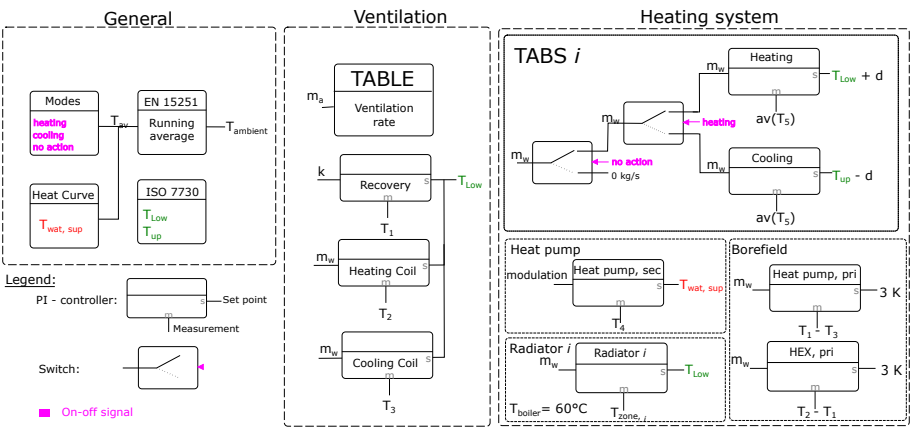 General
Modes
heating
cooling
no action
T_av
EN 15251
Running
average
T_ambient
Heat Curve
T_wat, sup
ISO 7730
T_Low
T_up
Legend:
PI - controller:
s
Set point
m
Measurement
Switch:
On-off signal
Ventilation
m_a
TABLE
Ventilation
rate
k
Recovery
s
T_Low
m
T_1
m_w
Heating Coil
s
m
T_2
m_w
Cooling Coil
s
m
T_3
Heating system
TABS i
m_w
no action
0 kg/s
m_w
heating
m_w
Heating
s
T_Low + d
m
av(T_5)
m_w
Cooling
s
T_up - d
m
av(T_5)
Heat pump
modulation
Heat pump, sec
s
T_wat, sup
m
T_4
Radiator i
m_w
Radiator i
s
T_Low
m
T_boiler = 60°C
T_zone, i
Borefield
m_w
Heat pump, pri
s
3 K
m
T_1 - T_3
m_w
HEX, pri
s
3 K
m
T_2 - T_1